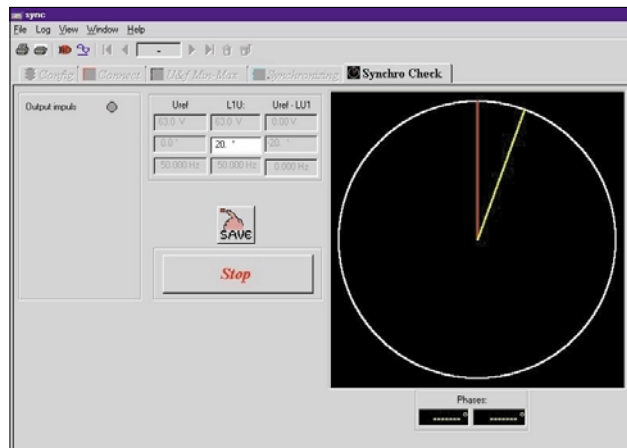 sync
File Log View Window Help
Config Connect U&f Min-Max Synchronizing Synchro Check
Output impuls
Uref L1U: Uref - LU1
63.0 V 63.0 V 0.00V
0.0 ° 20. ° -20. °
50.000 Hz 50.000 Hz 0.000 Hz
SAVE
Stop
Phases: